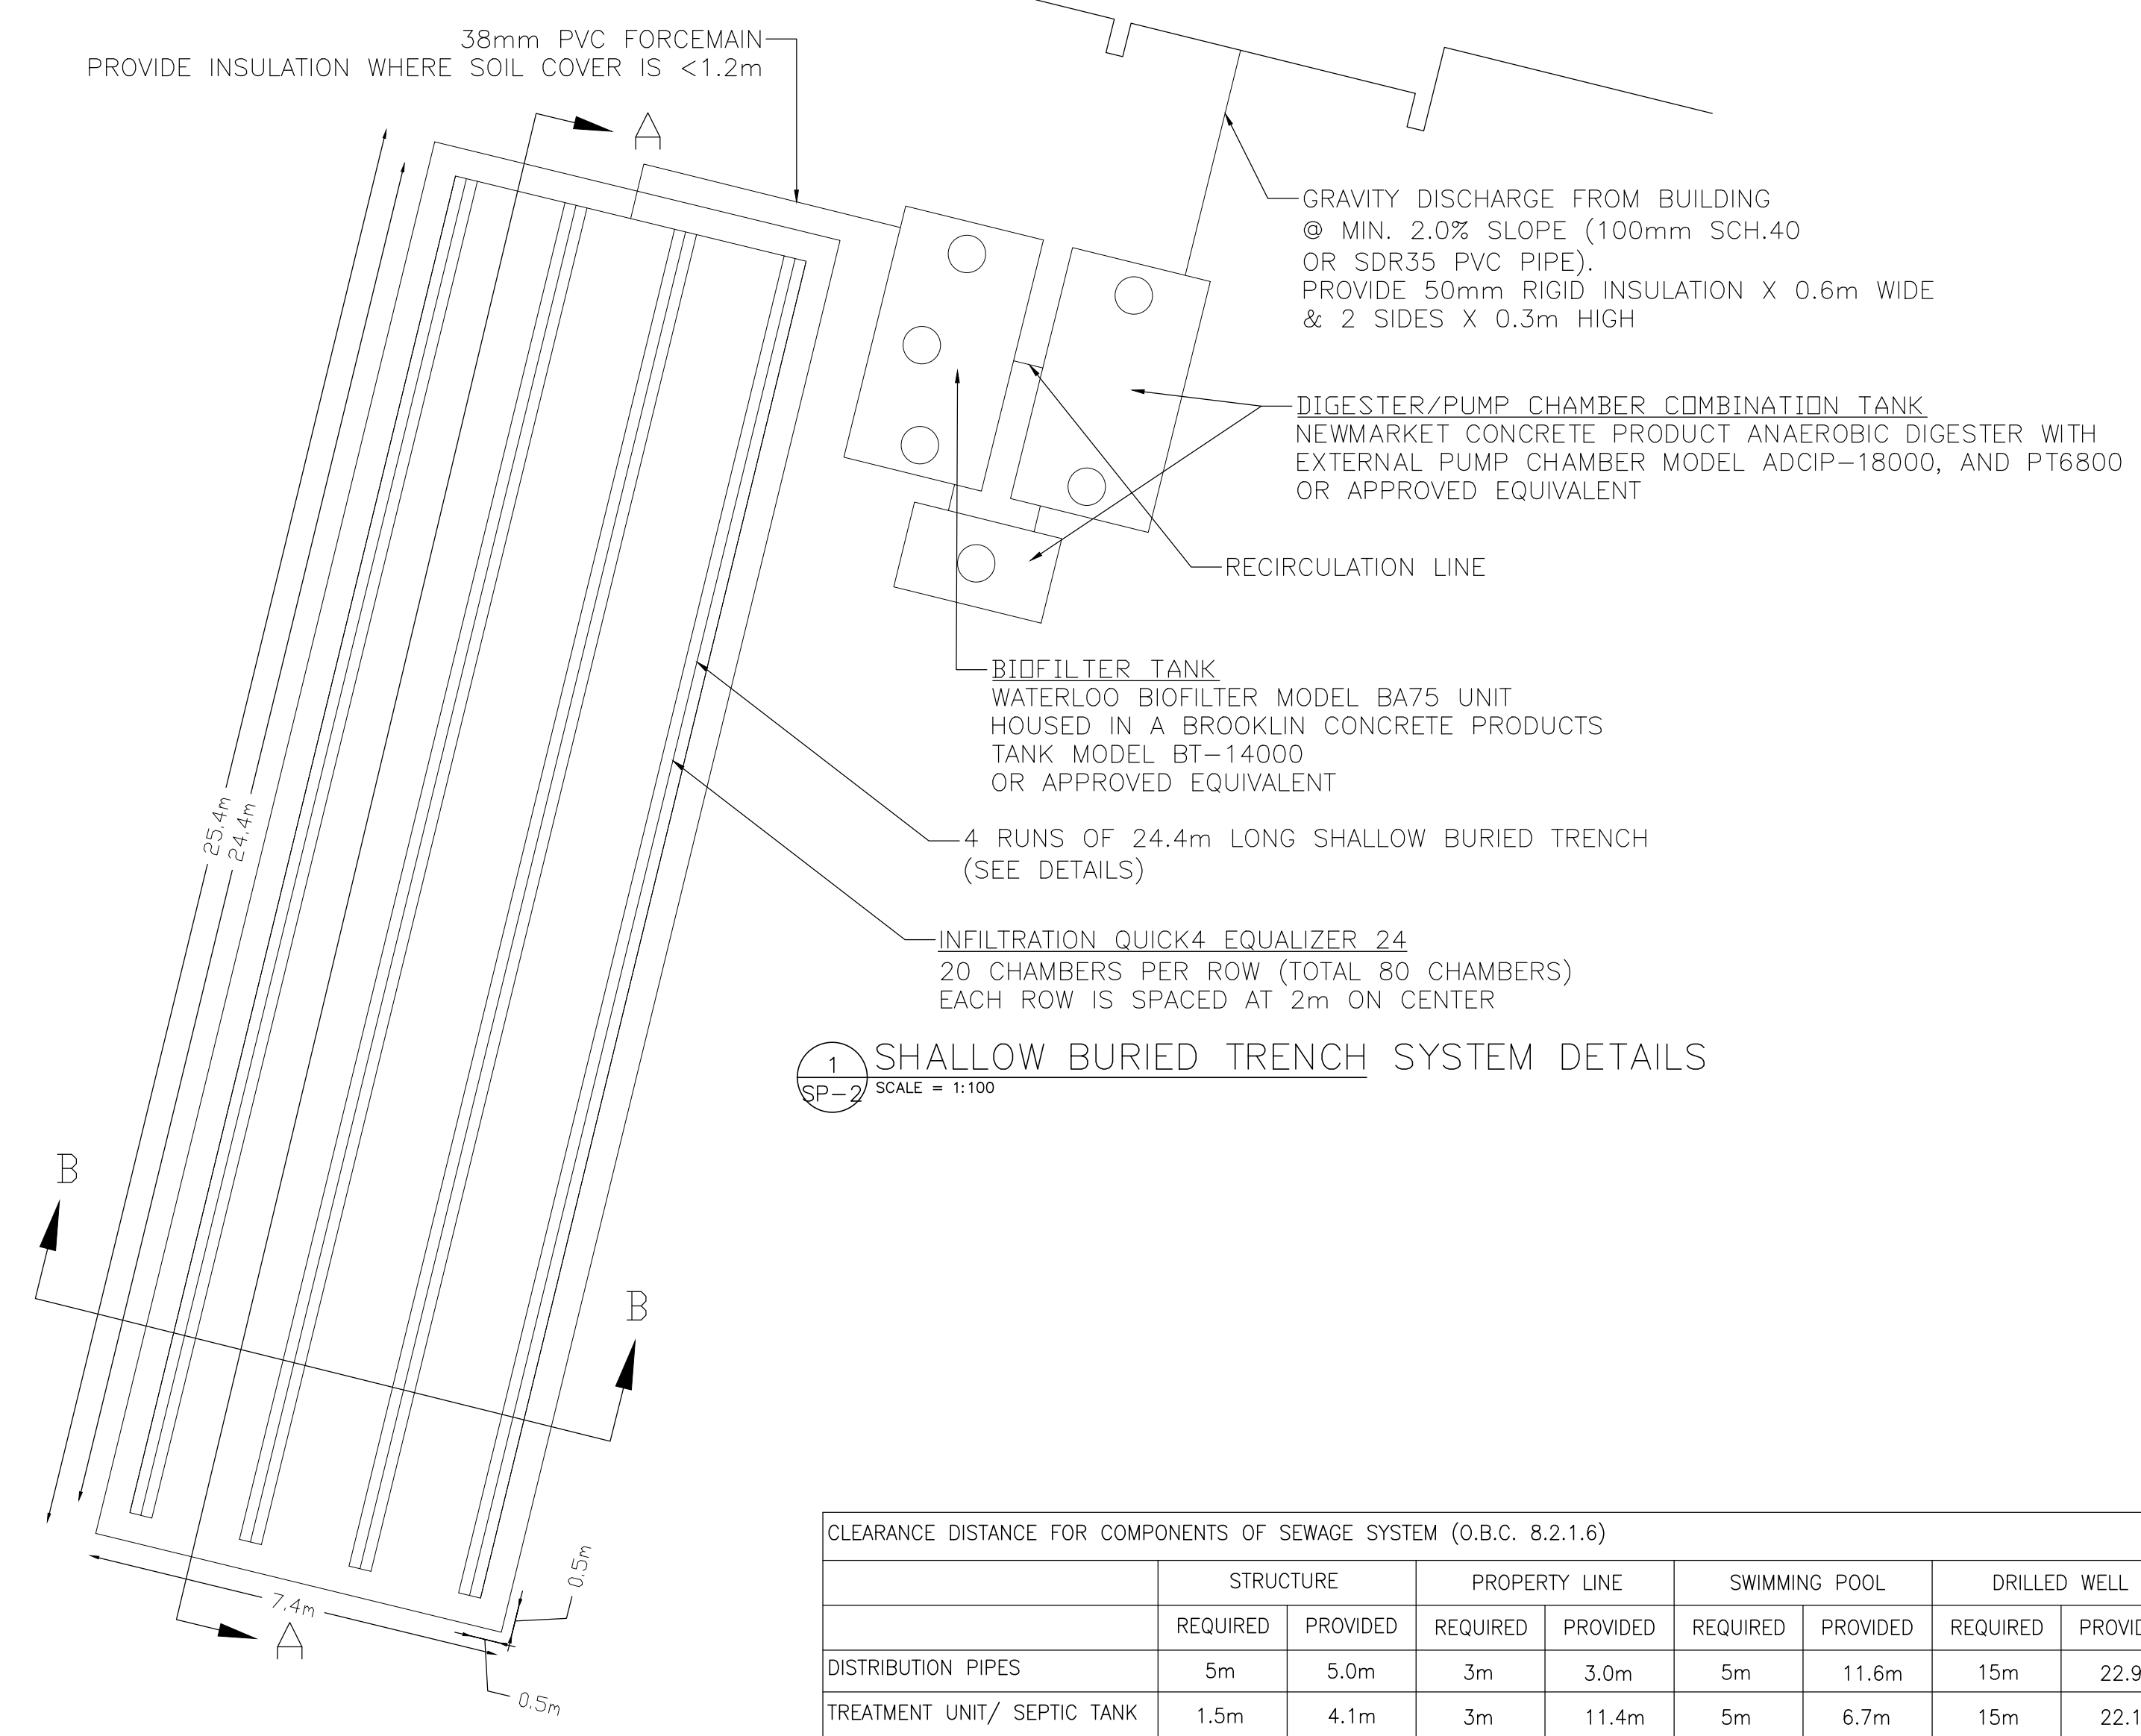 38mm PVC FORCEMAIN
PROVIDE INSULATION WHERE SOIL COVER IS <1.2m
A
GRAVITY DISCHARGE FROM BUILDING
@ MIN. 2.0% SLOPE (100mm SCH.40
OR SDR35 PVC PIPE).
PROVIDE 50mm RIGID INSULATION X 0.6m WIDE
& 2 SIDES X 0.3m HIGH
DIGESTER/PUMP CHAMBER COMBINATION TANK
NEWMARKET CONCRETE PRODUCT ANAEROBIC DIGESTER WITH
EXTERNAL PUMP CHAMBER MODEL ADCIP-18000, AND PT6800
OR APPROVED EQUIVALENT
RECIRCULATION LINE
BIOFILTER TANK
WATERLOO BIOFILTER MODEL BA75 UNIT
HOUSED IN A BROOKLIN CONCRETE PRODUCTS
TANK MODEL BT-14000
OR APPROVED EQUIVALENT
25.4m
24.4m
4 RUNS OF 24.4m LONG SHALLOW BURIED TRENCH
(SEE DETAILS)
INFILTRATION QUICK4 EQUALIZER 24
20 CHAMBERS PER ROW (TOTAL 80 CHAMBERS)
EACH ROW IS SPACED AT 2m ON CENTER
1
SP-2
SHALLOW BURIED TRENCH SYSTEM DETAILS
SCALE = 1:100
B
B
7.4m
0.5m
A
0.5m
CLEARANCE DISTANCE FOR COMPONENTS OF SEWAGE SYSTEM (O.B.C. 8.2.1.6)
STRUCTURE PROPERTY LINE SWIMMING POOL DRILLED WELL
REQUIRED PROVIDED REQUIRED PROVIDED REQUIRED PROVIDED REQUIRED
DISTRIBUTION PIPES 5m 5.0m 3m 3.0m 5m 11.6m 15m 22.9
TREATMENT UNIT/ SEPTIC TANK 1.5m 4.1m 3m 11.4m 5m 6.7m 15m 22.1